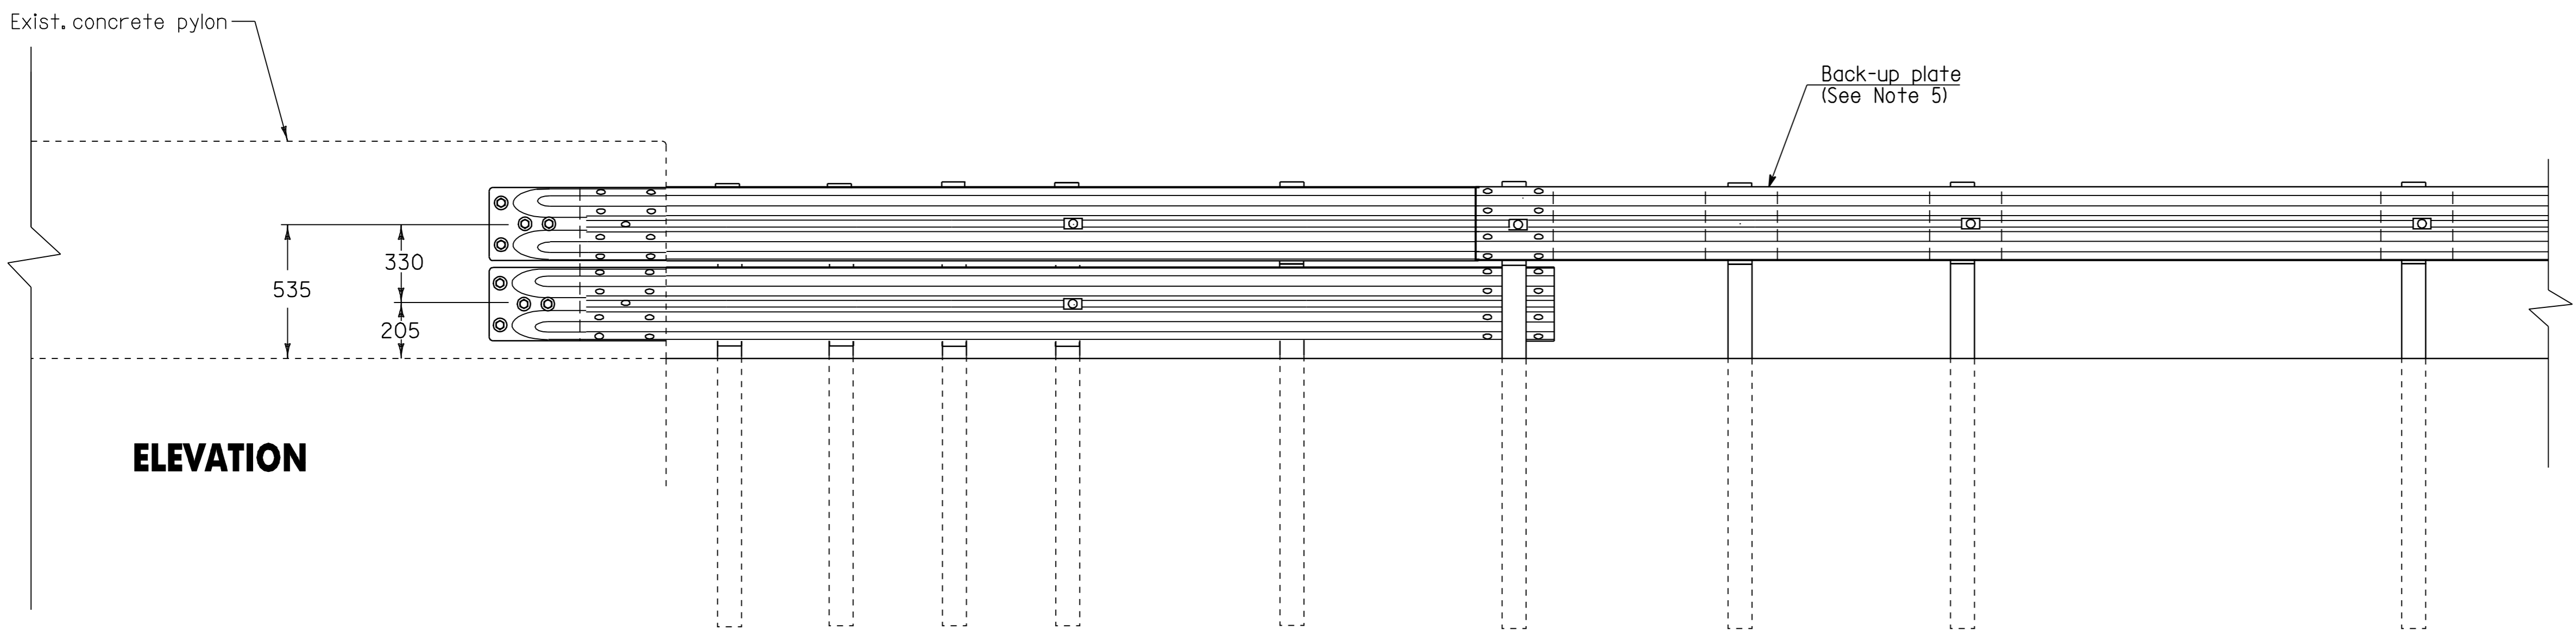 Exist. concrete pylon
Back-up plate
(See Note 5)
330
535
205
ELEVATION